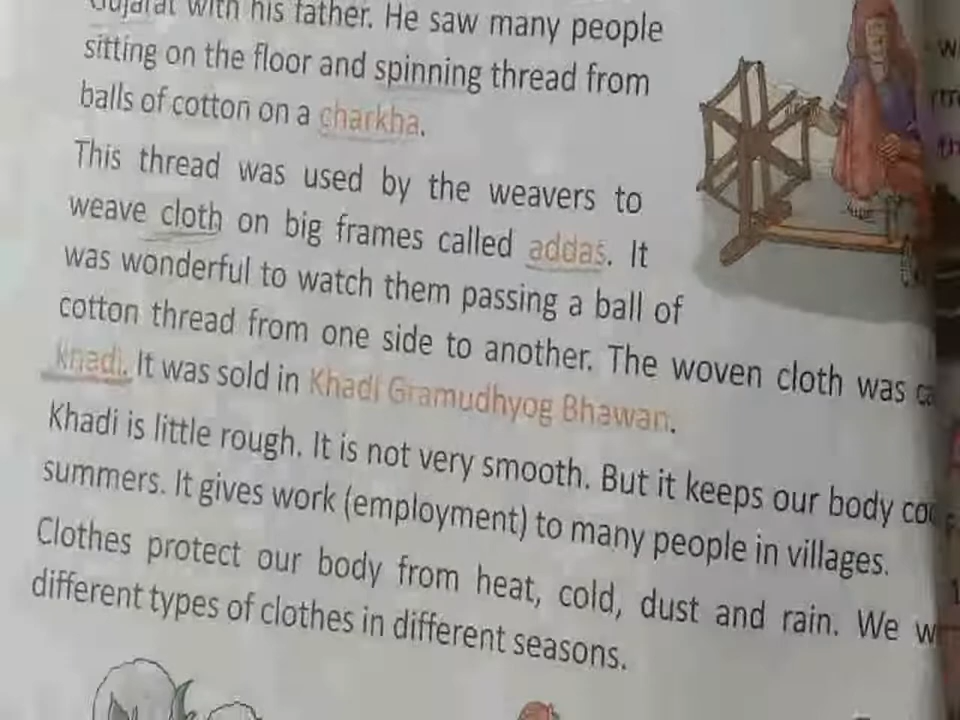 Gujarat with his father. He saw many people
sitting on the floor and spinning thread from
balls of cotton on a charkha.
This thread was used by the weavers to
weave cloth on big frames called addas. It
was wonderful to watch them passing a ball of
cotton thread from one side to another. The woven cloth was
khadi. It was sold in Khadi Gramudhyog Bhawan.
Khadi is little rough. It is not very smooth. But it keeps our body
summers. It gives work (employment) to many people in villages.
Clothes protect our body from heat, cold, dust and rain. We
different types of clothes in different seasons.